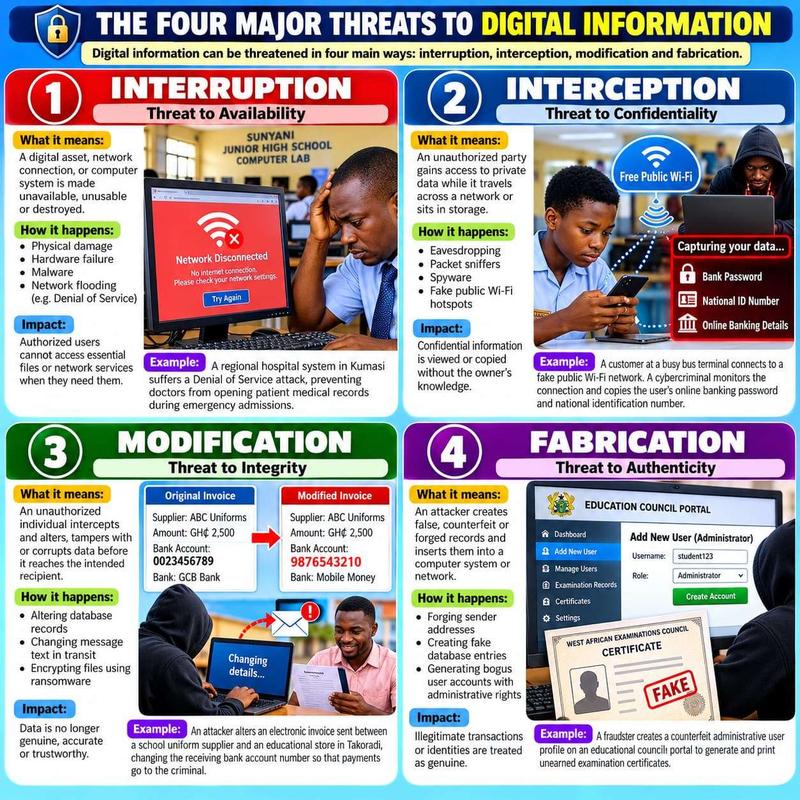 THE FOUR MAJOR THREATS TO DIGITAL INFORMATION
Digital information can be threatened in four main ways: interruption, interception, modification and fabrication.
1
INTERRUPTION
Threat to Availability
What it means:
A digital asset, network
connection, or computer
system is made
unavailable, unusable
or destroyed.
How it happens:
• Physical damage
• Hardware failure
• Malware
• Network flooding
(e.g. Denial of Service)
Impact:
Authorized users
cannot access essential
files or network services
when they need them.
SUNYANI
JUNIOR HIGH SCHOOL
COMPUTER LAB
Network Disconnected
No internet connection.
Please check your network settings.
Try Again
Example: A regional hospital system in Kumasi
suffers a Denial of Service attack, preventing
doctors from opening patient medical records
during emergency admissions.
2
INTERCEPTION
Threat to Confidentiality
What it means:
An unauthorized party
gains access to private
data while it travels
across a network or
sits in storage.
How it happens:
• Eavesdropping
• Packet sniffers
• Spyware
• Fake public Wi-Fi
hotspots
Impact:
Confidential information
is viewed or copied
without the owner's
knowledge.
Free Public Wi-Fi
Capturing your data...
Bank Password
National ID Number
Online Banking Details
Example: A customer at a busy bus terminal connects to a
fake public Wi-Fi network. A cybercriminal monitors the
connection and copies the user's online banking password
and national identification number.
3
MODIFICATION
Threat to Integrity
What it means:
An unauthorized
individual intercepts
and alters, tampers with
or corrupts data before
it reaches the intended
recipient.
How it happens:
• Altering database
records
• Changing message
text in transit
• Encrypting files using
ransomware
Impact:
Data is no longer
genuine, accurate
or trustworthy.
Original Invoice
Supplier: ABC Uniforms
Amount: GH₵ 2,500
Bank Account:
0023456789
Bank: GCB Bank
Modified Invoice
Supplier: ABC Uniforms
Amount: GH₵ 2,500
Bank Account:
9876543210
Bank: Mobile Money
!
Changing
details...
Example: An attacker alters an electronic invoice sent between
a school uniform supplier and an educational store in Takoradi,
changing the receiving bank account number so that payments
go to the criminal.
4
FABRICATION
Threat to Authenticity
What it means:
An attacker creates
false, counterfeit or
forged records and
inserts them into a
computer system or
network.
How it happens:
• Forging sender
addresses
• Creating fake
database entries
• Generating bogus
user accounts with
administrative rights
Impact:
Illegitimate transactions
or identities are treated
as genuine.
EDUCATION COUNCIL PORTAL
Dashboard
Add New User
Manage Users
Examination Records
Certificates
Settings
Add New User (Administrator)
Username: student123
Role: Administrator
Create Account
WEST AFRICAN EXAMINATIONS COUNCIL
CERTIFICATE
FAKE
Example: A fraudster creates a counterfeit administrative user
profile on an educational council portal to generate and print
unearned examination certificates.